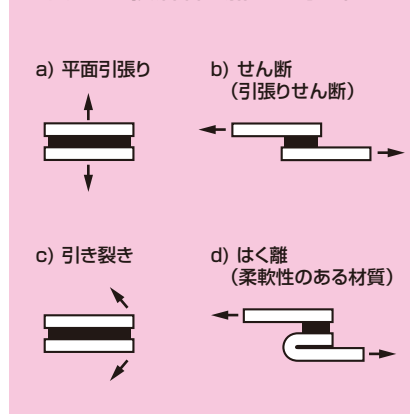 a) 平面引張り
b) せん断
(引張りせん断)
c) 引き裂き
d) はく離
(柔軟性のある材質)